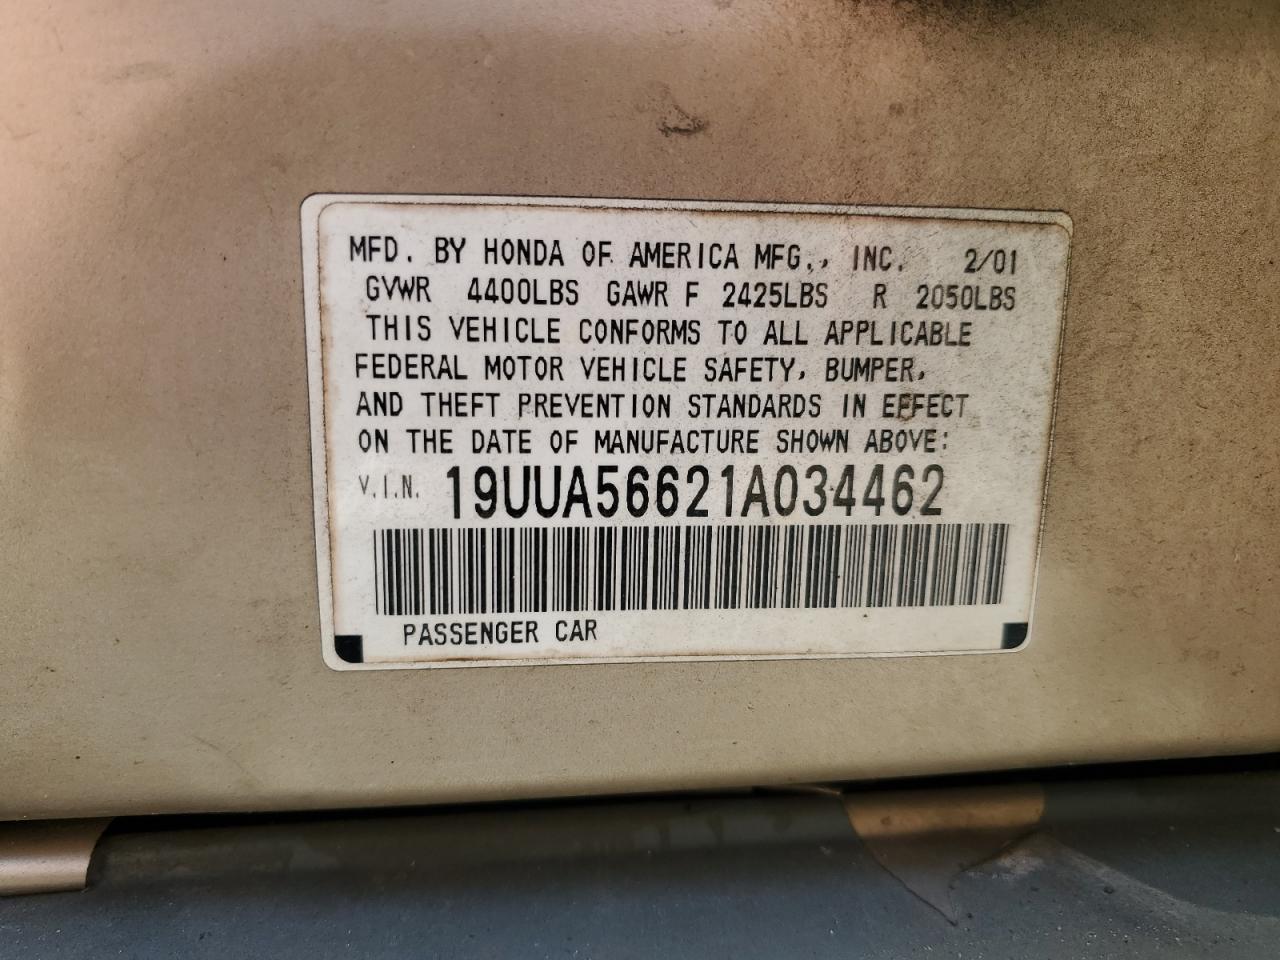 MFD. BY HONDA OF AMERICA MFG., INC. 2/01
GVWR 4400LBS GAWR F 2425LBS R 2050LBS
THIS VEHICLE CONFORMS TO ALL APPLICABLE
FEDERAL MOTOR VEHICLE SAFETY, BUMPER,
AND THEFT PREVENTION STANDARDS IN EFFECT
ON THE DATE OF MANUFACTURE SHOWN ABOVE:
V.I.N. 19UUA56621A034462
PASSENGER CAR